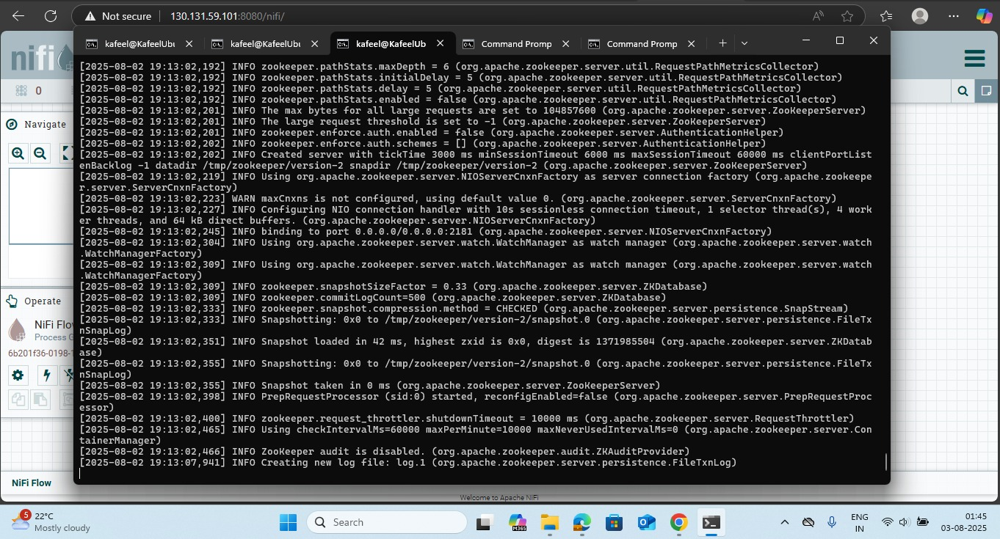 Not secure
130.131.59.101:8080/nifi/
kafeel@KafeelUbu
kafeel@KafeelUbu
kafeel@KafeelUb
Command Promp
Command Promp
nifi
0
Navigate
Operate
NiFi Flow
Process G
6b201f36-0198-1
[2025-08-02 19:13:02,192] INFO zookeeper.pathStats.maxDepth = 6 (org.apache.zookeeper.server.util.RequestPathMetricsCollector)
[2025-08-02 19:13:02,192] INFO zookeeper.pathStats.initialDelay = 5 (org.apache.zookeeper.server.util.RequestPathMetricsCollector)
[2025-08-02 19:13:02,192] INFO zookeeper.pathStats.delay = 5 (org.apache.zookeeper.server.util.RequestPathMetricsCollector)
[2025-08-02 19:13:02,192] INFO zookeeper.pathStats.enabled = false (org.apache.zookeeper.server.util.RequestPathMetricsCollector)
[2025-08-02 19:13:02,201] INFO The max bytes for all large requests are set to 104857600 (org.apache.zookeeper.server.ZooKeeperServer)
[2025-08-02 19:13:02,201] INFO The large request threshold is set to -1 (org.apache.zookeeper.server.ZooKeeperServer)
[2025-08-02 19:13:02,201] INFO zookeeper.enforce.auth.enabled = false (org.apache.zookeeper.server.AuthenticationHelper)
[2025-08-02 19:13:02,202] INFO zookeeper.enforce.auth.schemes = [] (org.apache.zookeeper.server.AuthenticationHelper)
[2025-08-02 19:13:02,202] INFO Created server with tickTime 3000 ms minSessionTimeout 6000 ms maxSessionTimeout 60000 ms clientPortList
enBacklog -1 datadir /tmp/zookeeper/version-2 snapdir /tmp/zookeeper/version-2 (org.apache.zookeeper.server.ZooKeeperServer)
[2025-08-02 19:13:02,219] INFO Using org.apache.zookeeper.server.NIOServerCnxnFactory as server connection factory (org.apache.zookeepe
r.server.ServerCnxnFactory)
[2025-08-02 19:13:02,223] WARN maxCnxns is not configured, using default value 0. (org.apache.zookeeper.server.ServerCnxnFactory)
[2025-08-02 19:13:02,227] INFO Configuring NIO connection handler with 10s sessionless connection timeout, 1 selector thread(s), 4 work
er threads, and 64 kB direct buffers. (org.apache.zookeeper.server.NIOServerCnxnFactory)
[2025-08-02 19:13:02,245] INFO binding to port 0.0.0.0/0.0.0.0:2181 (org.apache.zookeeper.server.NIOServerCnxnFactory)
[2025-08-02 19:13:02,304] INFO Using org.apache.zookeeper.server.watch.WatchManager as watch manager (org.apache.zookeeper.server.watch
.WatchManagerFactory)
[2025-08-02 19:13:02,309] INFO Using org.apache.zookeeper.server.watch.WatchManager as watch manager (org.apache.zookeeper.server.watch
.WatchManagerFactory)
[2025-08-02 19:13:02,309] INFO zookeeper.snapshotSizeFactor = 0.33 (org.apache.zookeeper.server.ZKDatabase)
[2025-08-02 19:13:02,309] INFO zookeeper.commitLogCount=500 (org.apache.zookeeper.server.ZKDatabase)
[2025-08-02 19:13:02,333] INFO zookeeper.snapshot.compression.method = CHECKED (org.apache.zookeeper.server.persistence.SnapStream)
[2025-08-02 19:13:02,333] INFO Snapshotting: 0x0 to /tmp/zookeeper/version-2/snapshot.0 (org.apache.zookeeper.server.persistence.FileTx
nSnapLog)
[2025-08-02 19:13:02,351] INFO Snapshot loaded in 42 ms, highest zxid is 0x0, digest is 1371985504 (org.apache.zookeeper.server.ZKDatab
ase)
[2025-08-02 19:13:02,355] INFO Snapshotting: 0x0 to /tmp/zookeeper/version-2/snapshot.0 (org.apache.zookeeper.server.persistence.FileTx
nSnapLog)
[2025-08-02 19:13:02,355] INFO Snapshot taken in 0 ms (org.apache.zookeeper.server.ZooKeeperServer)
[2025-08-02 19:13:02,398] INFO PrepRequestProcessor (sid:0) started, reconfigEnabled=false (org.apache.zookeeper.server.PrepRequestProc
essor)
[2025-08-02 19:13:02,400] INFO zookeeper.request_throttler.shutdownTimeout = 10000 ms (org.apache.zookeeper.server.RequestThrottler)
[2025-08-02 19:13:02,465] INFO Using checkIntervalMs=60000 maxPerMinute=10000 maxNeverUsedIntervalMs=0 (org.apache.zookeeper.server.Con
tainerManager)
[2025-08-02 19:13:02,466] INFO ZooKeeper audit is disabled. (org.apache.zookeeper.audit.ZKAuditProvider)
[2025-08-02 19:13:07,941] INFO Creating new log file: log.1 (org.apache.zookeeper.server.persistence.FileTxnLog)
NiFi Flow
Welcome to Apache NiFi
5
22°C
Mostly cloudy
Search
M365
ENG
IN
01:45
03-08-2025